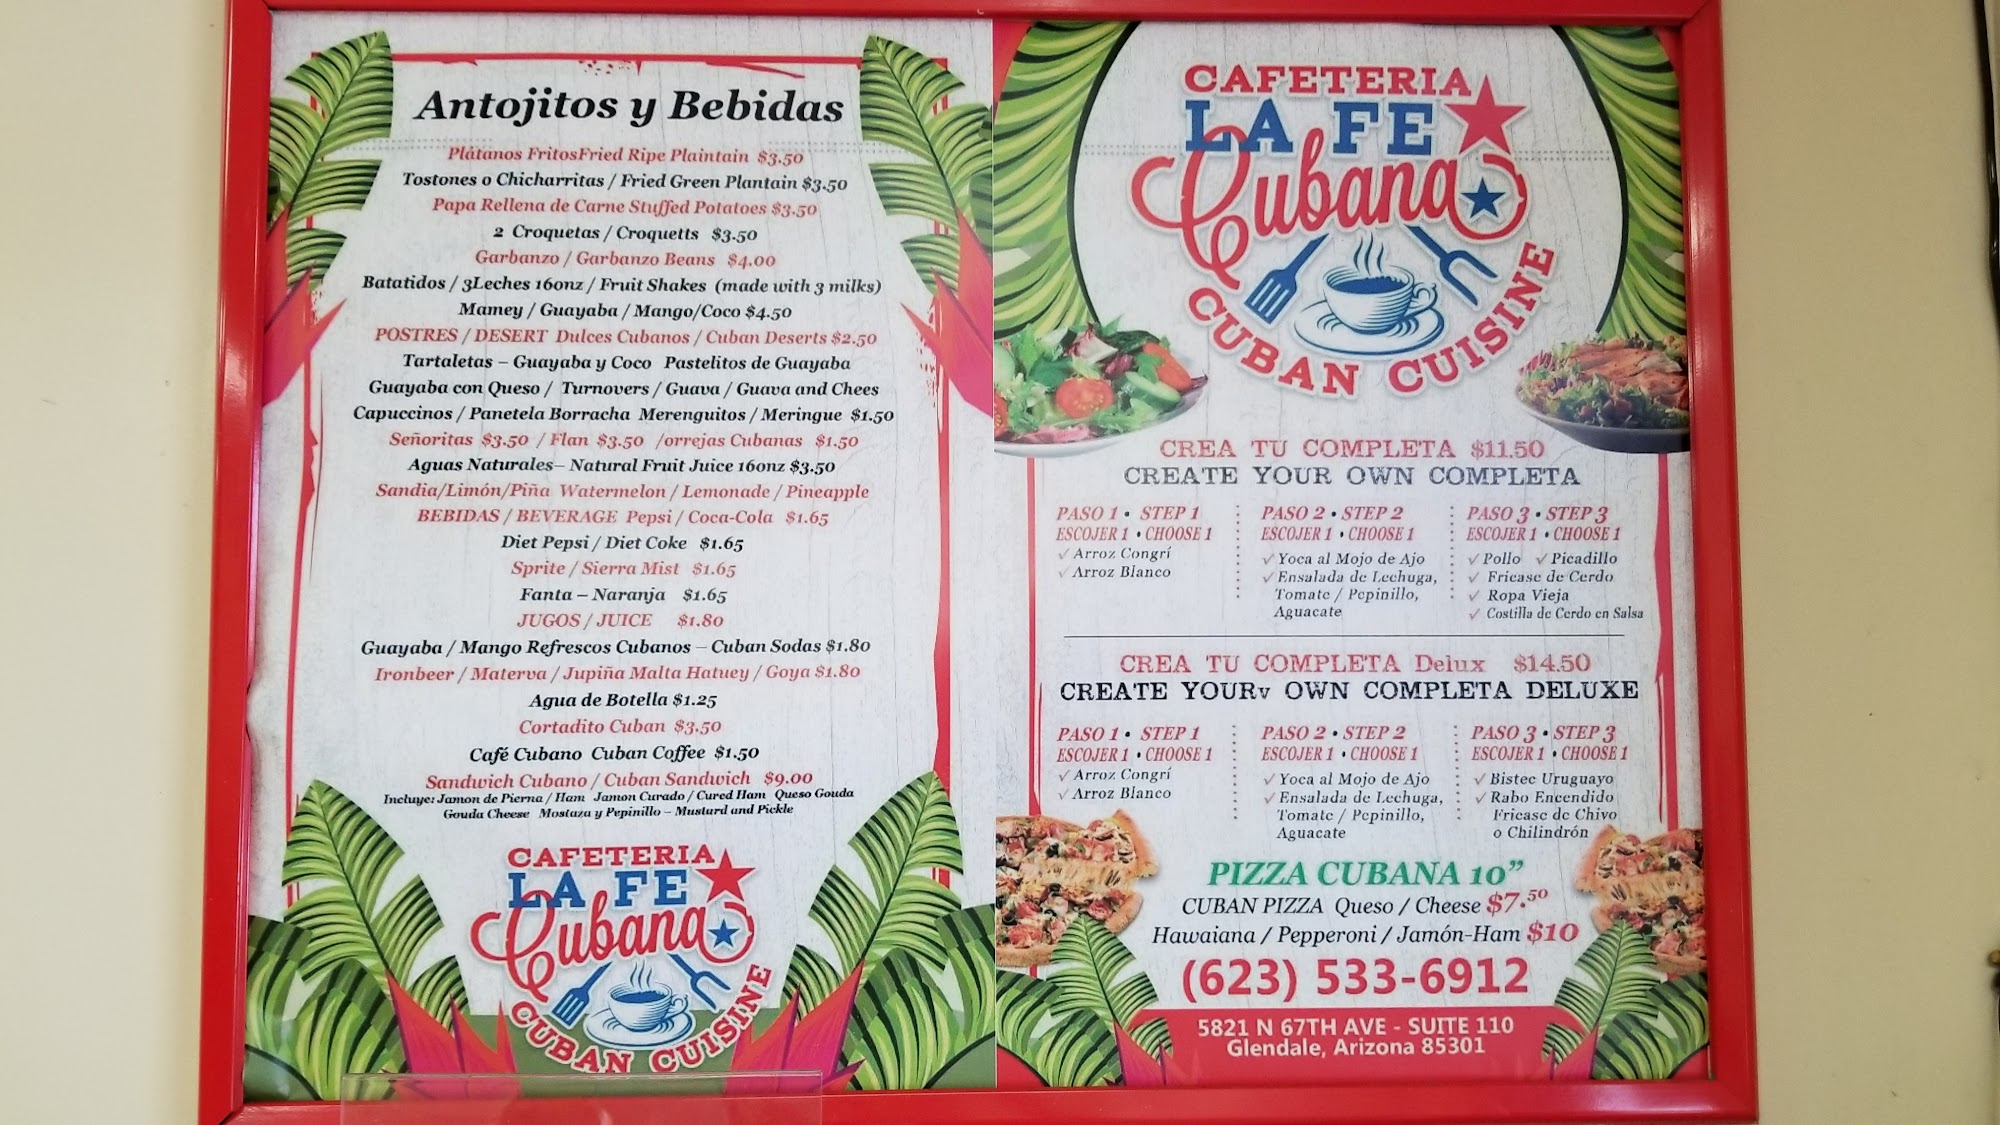 Antojitos y Bebidas
Plátanos FritosFried Ripe Plaintain $3.50
Tostones o Chicharritas / Fried Green Plantain $3.50
Papa Rellena de Carne Stuffed Potatoes $3.50
2 Croquetas / Croquetts $3.50
Garbanzo / Garbanzo Beans $4.00
Batatidos / 3Leches 16onz / Fruit Shakes (made with 3 milks)
Mamey / Guayaba / Mango/Coco $4.50
POSTRES / DESERT Dulces Cubanos / Cuban Deserts $2.50
Tartaletas – Guayaba y Coco Pastelitos de Guayaba
Guayaba con Queso / Turnovers / Guava / Guava and Chees
Capuccinos / Panetela Borracha Merenguitos / Meringue $1.50
Señoritas $3.50 / Flan $3.50 /orrejas Cubanas $1.50
Aguas Naturales– Natural Fruit Juice 16onz $3.50
Sandia/Limón/Piña Watermelon / Lemonade / Pineapple
BEBIDAS / BEVERAGE Pepsi / Coca-Cola $1.65
Diet Pepsi / Diet Coke $1.65
Sprite / Sierra Mist $1.65
Fanta – Naranja $1.65
JUGOS / JUICE $1.80
Guayaba / Mango Refrescos Cubanos – Cuban Sodas $1.80
Ironbeer / Materva / Jupiña Malta Hatuey / Goya $1.80
Agua de Botella $1.25
Cortadito Cuban $3.50
Café Cubano Cuban Coffee $1.50
Sandwich Cubano / Cuban Sandwich $9.00
Incluye: Jamon de Pierna / Ham Jamon Curado / Cured Ham Queso Gouda
Gouda Cheese Mostaza y Pepinillo – Mustard and Pickle
CAFETERIA
LA FE
Cubana
CUBAN CUISINE
CAFETERIA
LA FE
Cubana
CUBAN CUISINE
CREA TU COMPLETA $11.50
CREATE YOUR OWN COMPLETA
PASO 1 • STEP 1
ESCOJER 1 • CHOOSE 1
✓ Arroz Congrí
✓ Arroz Blanco
PASO 2 • STEP 2
ESCOJER 1 • CHOOSE 1
✓ Yoca al Mojo de Ajo
✓ Ensalada de Lechuga,
Tomate / Pepinillo,
Aguacate
PASO 3 • STEP 3
ESCOJER 1 • CHOOSE 1
✓ Pollo ✓ Picadillo
✓ Fricase de Cerdo
✓ Ropa Vieja
✓ Costilla de Cerdo en Salsa
CREA TU COMPLETA Delux $14.50
CREATE YOURv OWN COMPLETA DELUXE
PASO 1 • STEP 1
ESCOJER 1 • CHOOSE 1
✓ Arroz Congrí
✓ Arroz Blanco
PASO 2 • STEP 2
ESCOJER 1 • CHOOSE 1
✓ Yoca al Mojo de Ajo
✓ Ensalada de Lechuga,
Tomate / Pepinillo,
Aguacate
PASO 3 • STEP 3
ESCOJER 1 • CHOOSE 1
✓ Bistec Uruguayo
✓ Rabo Encendido
Fricase de Chivo
o Chilindrón
PIZZA CUBANA 10”
CUBAN PIZZA Queso / Cheese $7.50
Hawaiana / Pepperoni / Jamón-Ham $10
(623) 533-6912
5821 N 67TH AVE - SUITE 110
Glendale, Arizona 85301